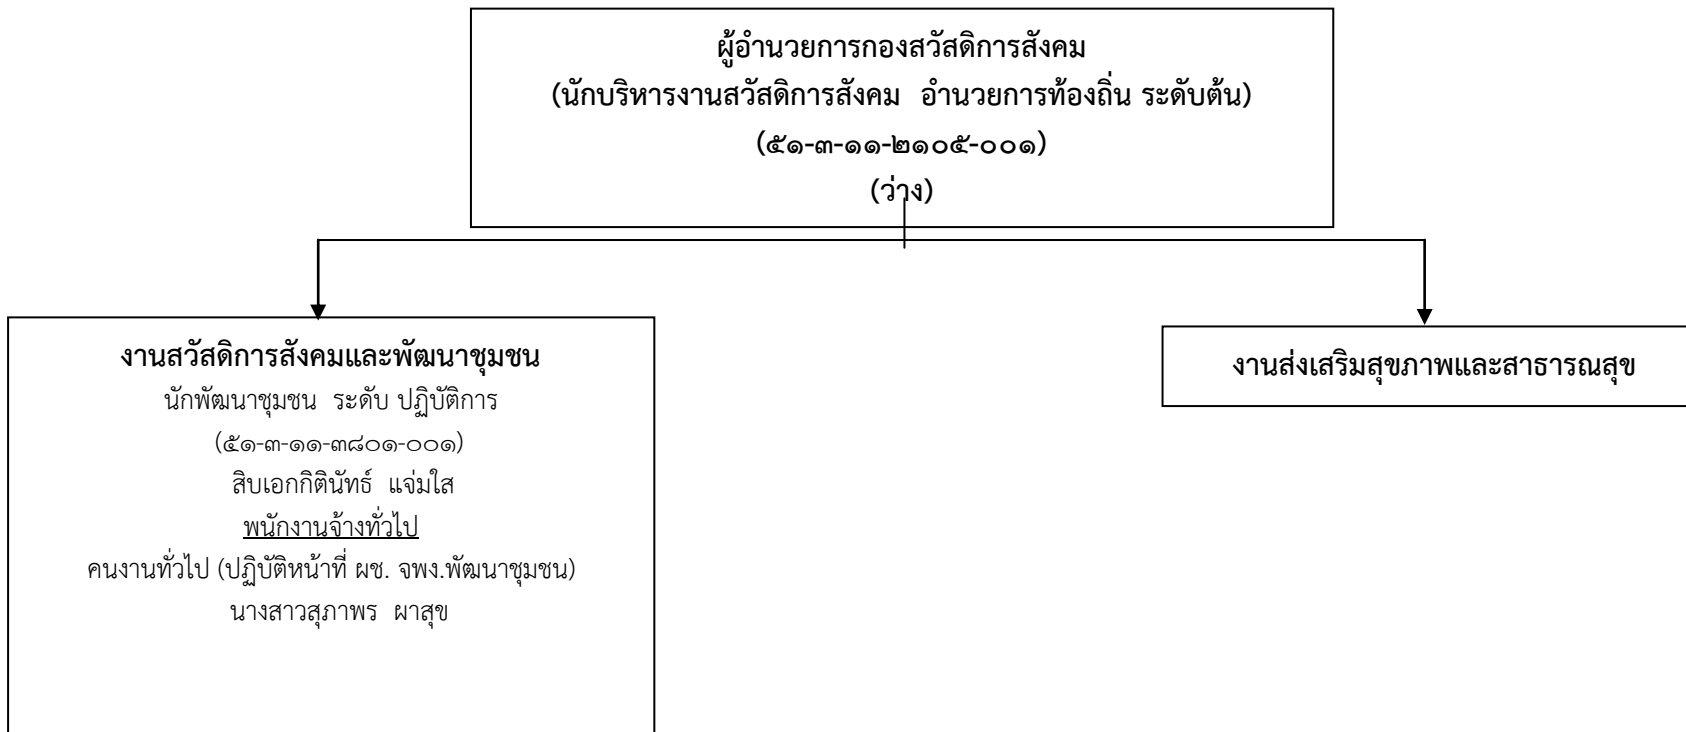 ผู้อำนวยการกองสวัสดิการสังคม
(นักบริหารงานสวัสดิการสังคม อำนวยการท้องถิ่น ระดับต้น)
(๕๑-๓-๑๑-๒๑๐๕-๐๐๑)
(ว่าง)
งานสวัสดิการสังคมและพัฒนาชุมชน
นักพัฒนาชุมชน ระดับ ปฏิบัติการ
(๕๑-๓-๑๑-๓๘๐๑-๐๐๑)
สิบเอกกิตินัทธ์ แจ่มใส
พนักงานจ้างทั่วไป
คนงานทั่วไป (ปฏิบัติหน้าที่ ผช. จพง.พัฒนาชุมชน)
นางสาวสุภาพร ผาสุข
งานส่งเสริมสุขภาพและสาธารณสุข